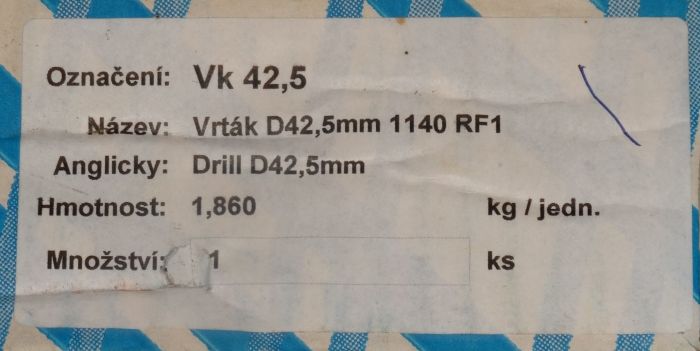 Označení: Vk 42,5
Název: Vrták D42,5mm 1140 RF1
Anglicky: Drill D42,5mm
Hmotnost: 1,860 kg / jedn.
Množství: 1 ks